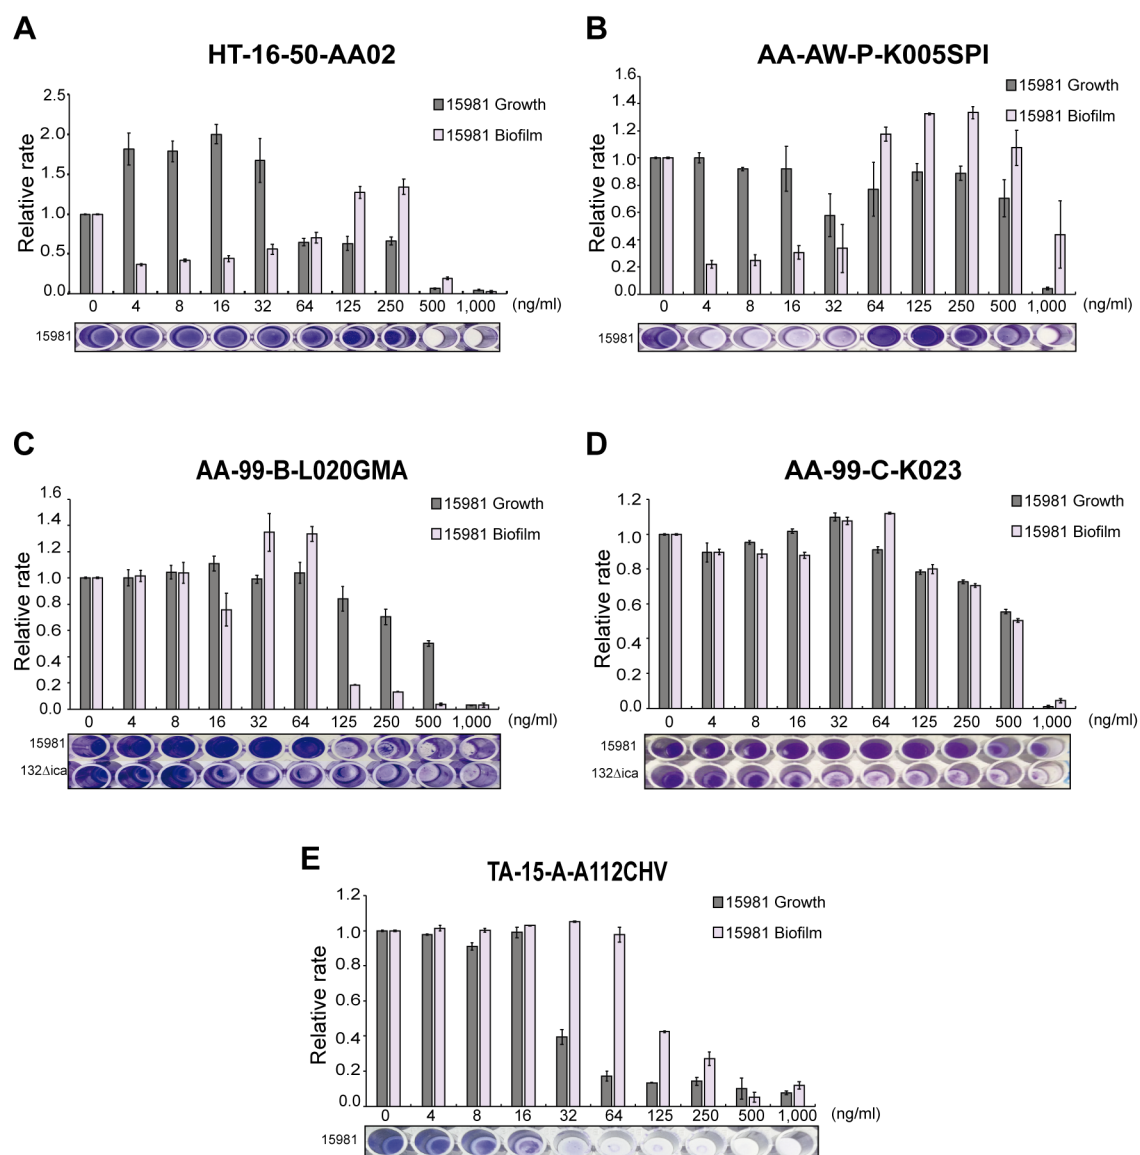 A
HT-16-50-AA02
15981 Growth
15981 Biofilm
Relative rate
2.5
2.0
1.5
1.0
0.5
0.0
0 4 8 16 32 64 125 250 500 1,000 (ng/ml)
15981
B
AA-AW-P-K005SPI
15981 Growth
15981 Biofilm
Relative rate
1.6
1.4
1.2
1.0
0.8
0.6
0.4
0.2
0.0
0 4 8 16 32 64 125 250 500 1,000 (ng/ml)
15981
C
AA-99-B-L020GMA
15981 Growth
15981 Biofilm
Relative rate
1.6
1.4
1.2
1.0
0.8
0.6
0.4
0.2
0.0
0 4 8 16 32 64 125 250 500 1,000 (ng/ml)
15981
132Δica
D
AA-99-C-K023
15981 Growth
15981 Biofilm
Relative rate
1.2
1.0
0.8
0.6
0.4
0.2
0.0
0 4 8 16 32 64 125 250 500 1,000 (ng/ml)
15981
132Δica
E
TA-15-A-A112CHV
15981 Growth
15981 Biofilm
Relative rate
1.2
1.0
0.8
0.6
0.4
0.2
0.0
0 4 8 16 32 64 125 250 500 1,000 (ng/ml)
15981